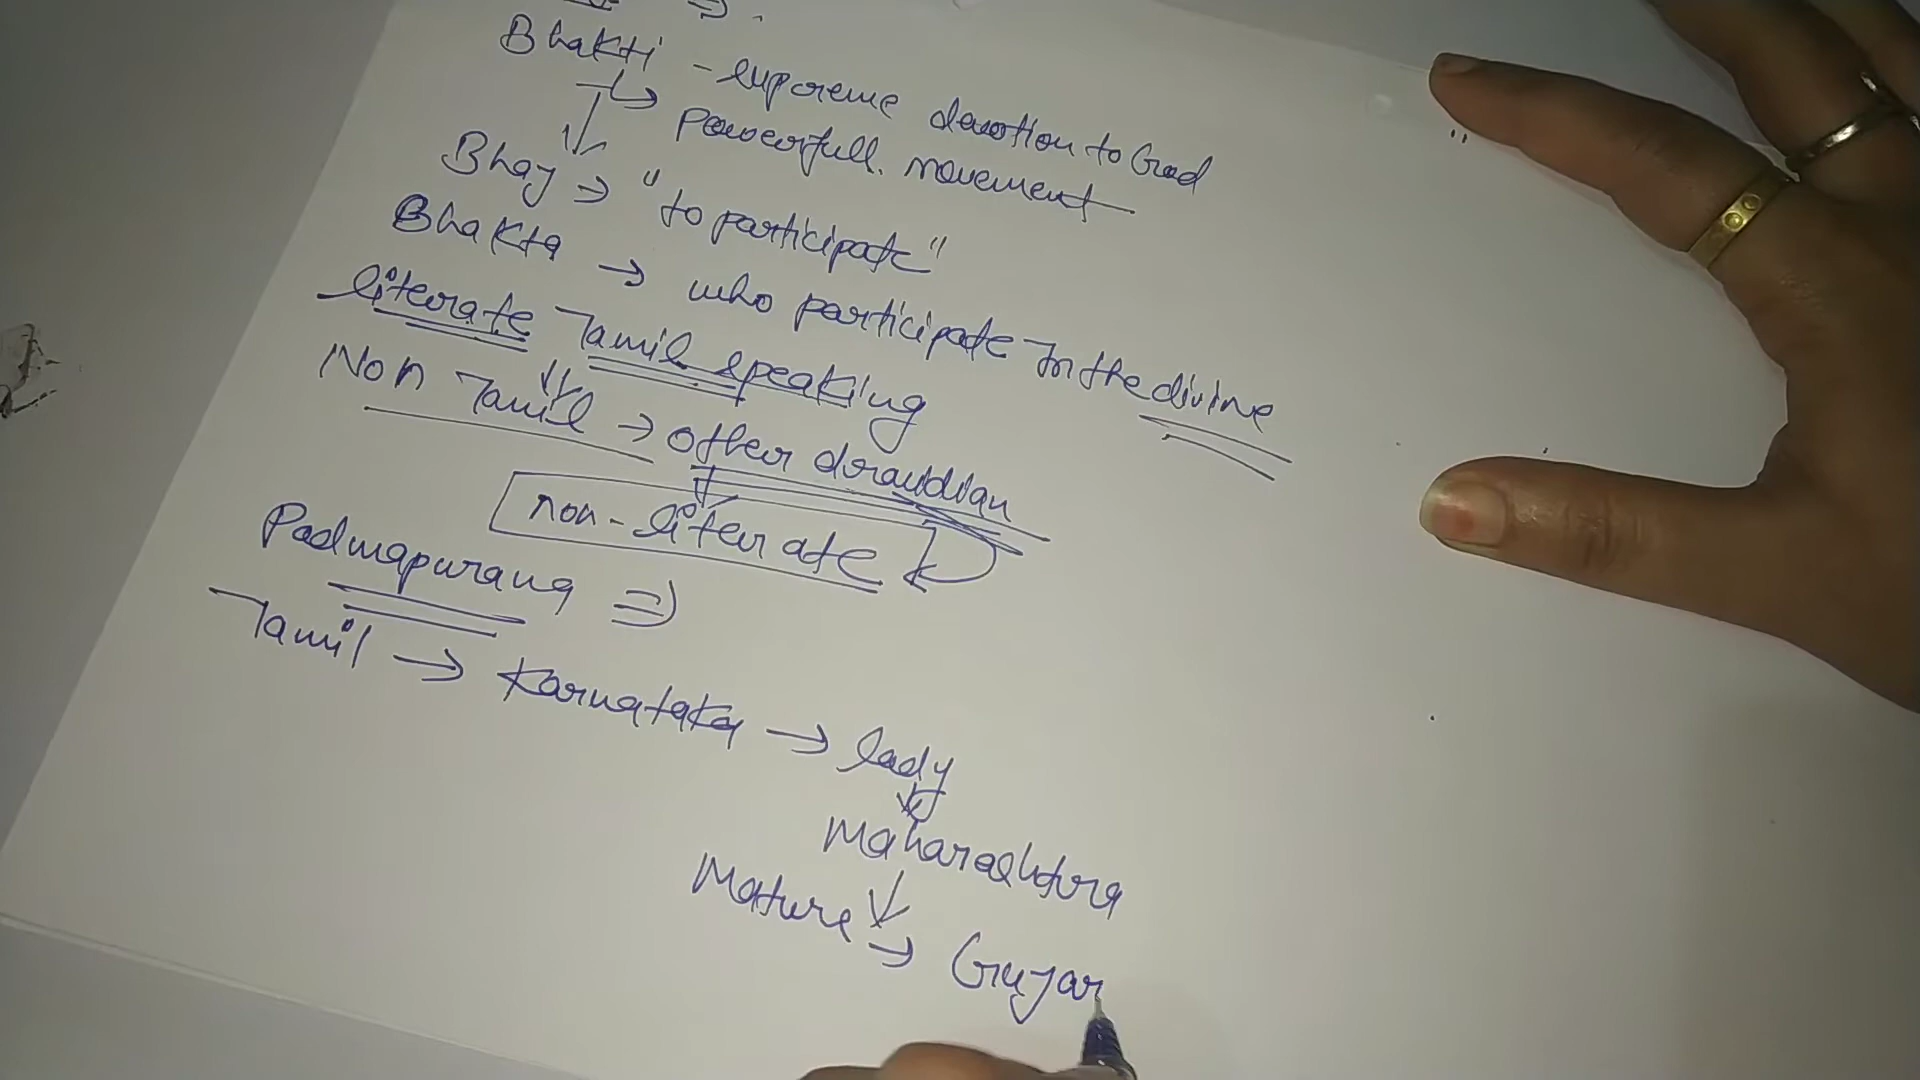 Bhakti - supreme devotion to God
↳ Powerfull. movement
Bhaj → "to participate"
Bhakta → who participate in the divine
literate Tamil speaking
Non Tamil → other dravidian
non-literate
Padmapurana ⇒
Tamil → Karnataka → lady
Maharashtra
Mature → Gujar